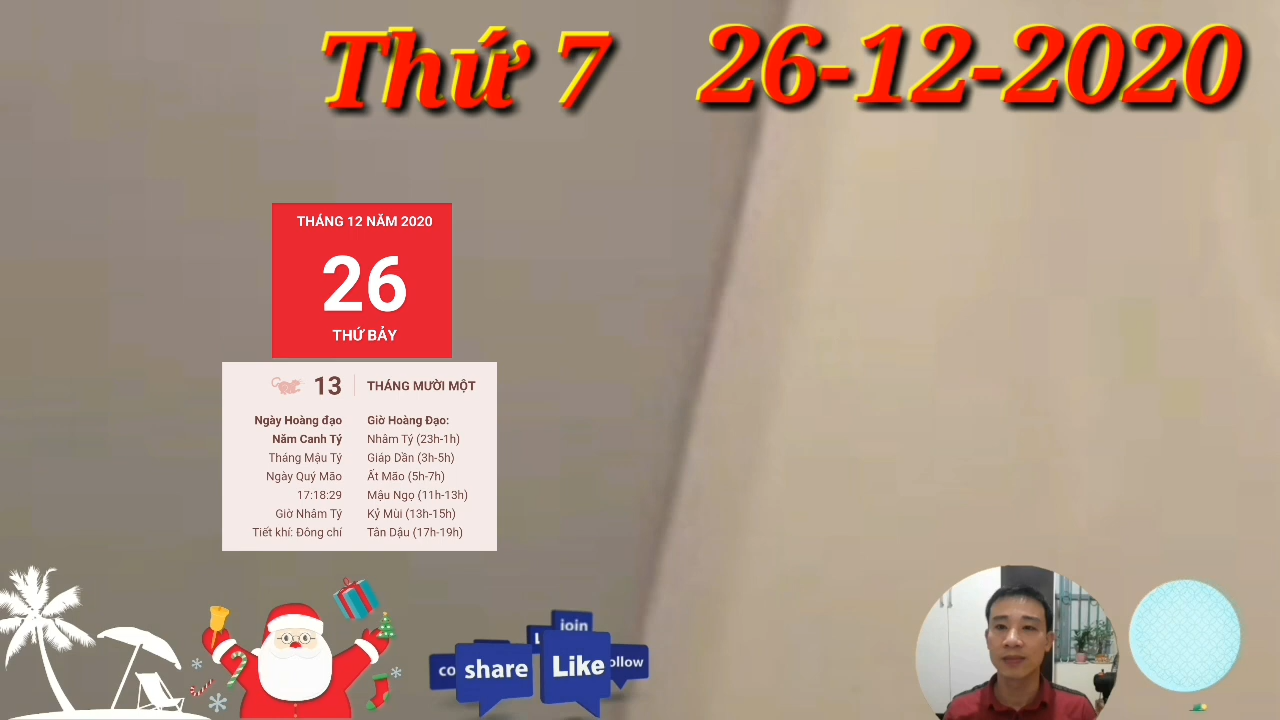 Thứ 7 26-12-2020
THÁNG 12 NĂM 2020
26
THỨ BẢY
13 THÁNG MƯỜI MỘT
Ngày Hoàng đạo
Năm Canh Tý
Tháng Mậu Tý
Ngày Quý Mão
17:18:29
Giờ Nhâm Tý
Tiết khí: Đông chí
Giờ Hoàng Đạo:
Nhâm Tý (23h-1h)
Giáp Dần (3h-5h)
Ất Mão (5h-7h)
Mậu Ngọ (11h-13h)
Kỷ Mùi (13h-15h)
Tân Dậu (17h-19h)
join
co share Like ollow